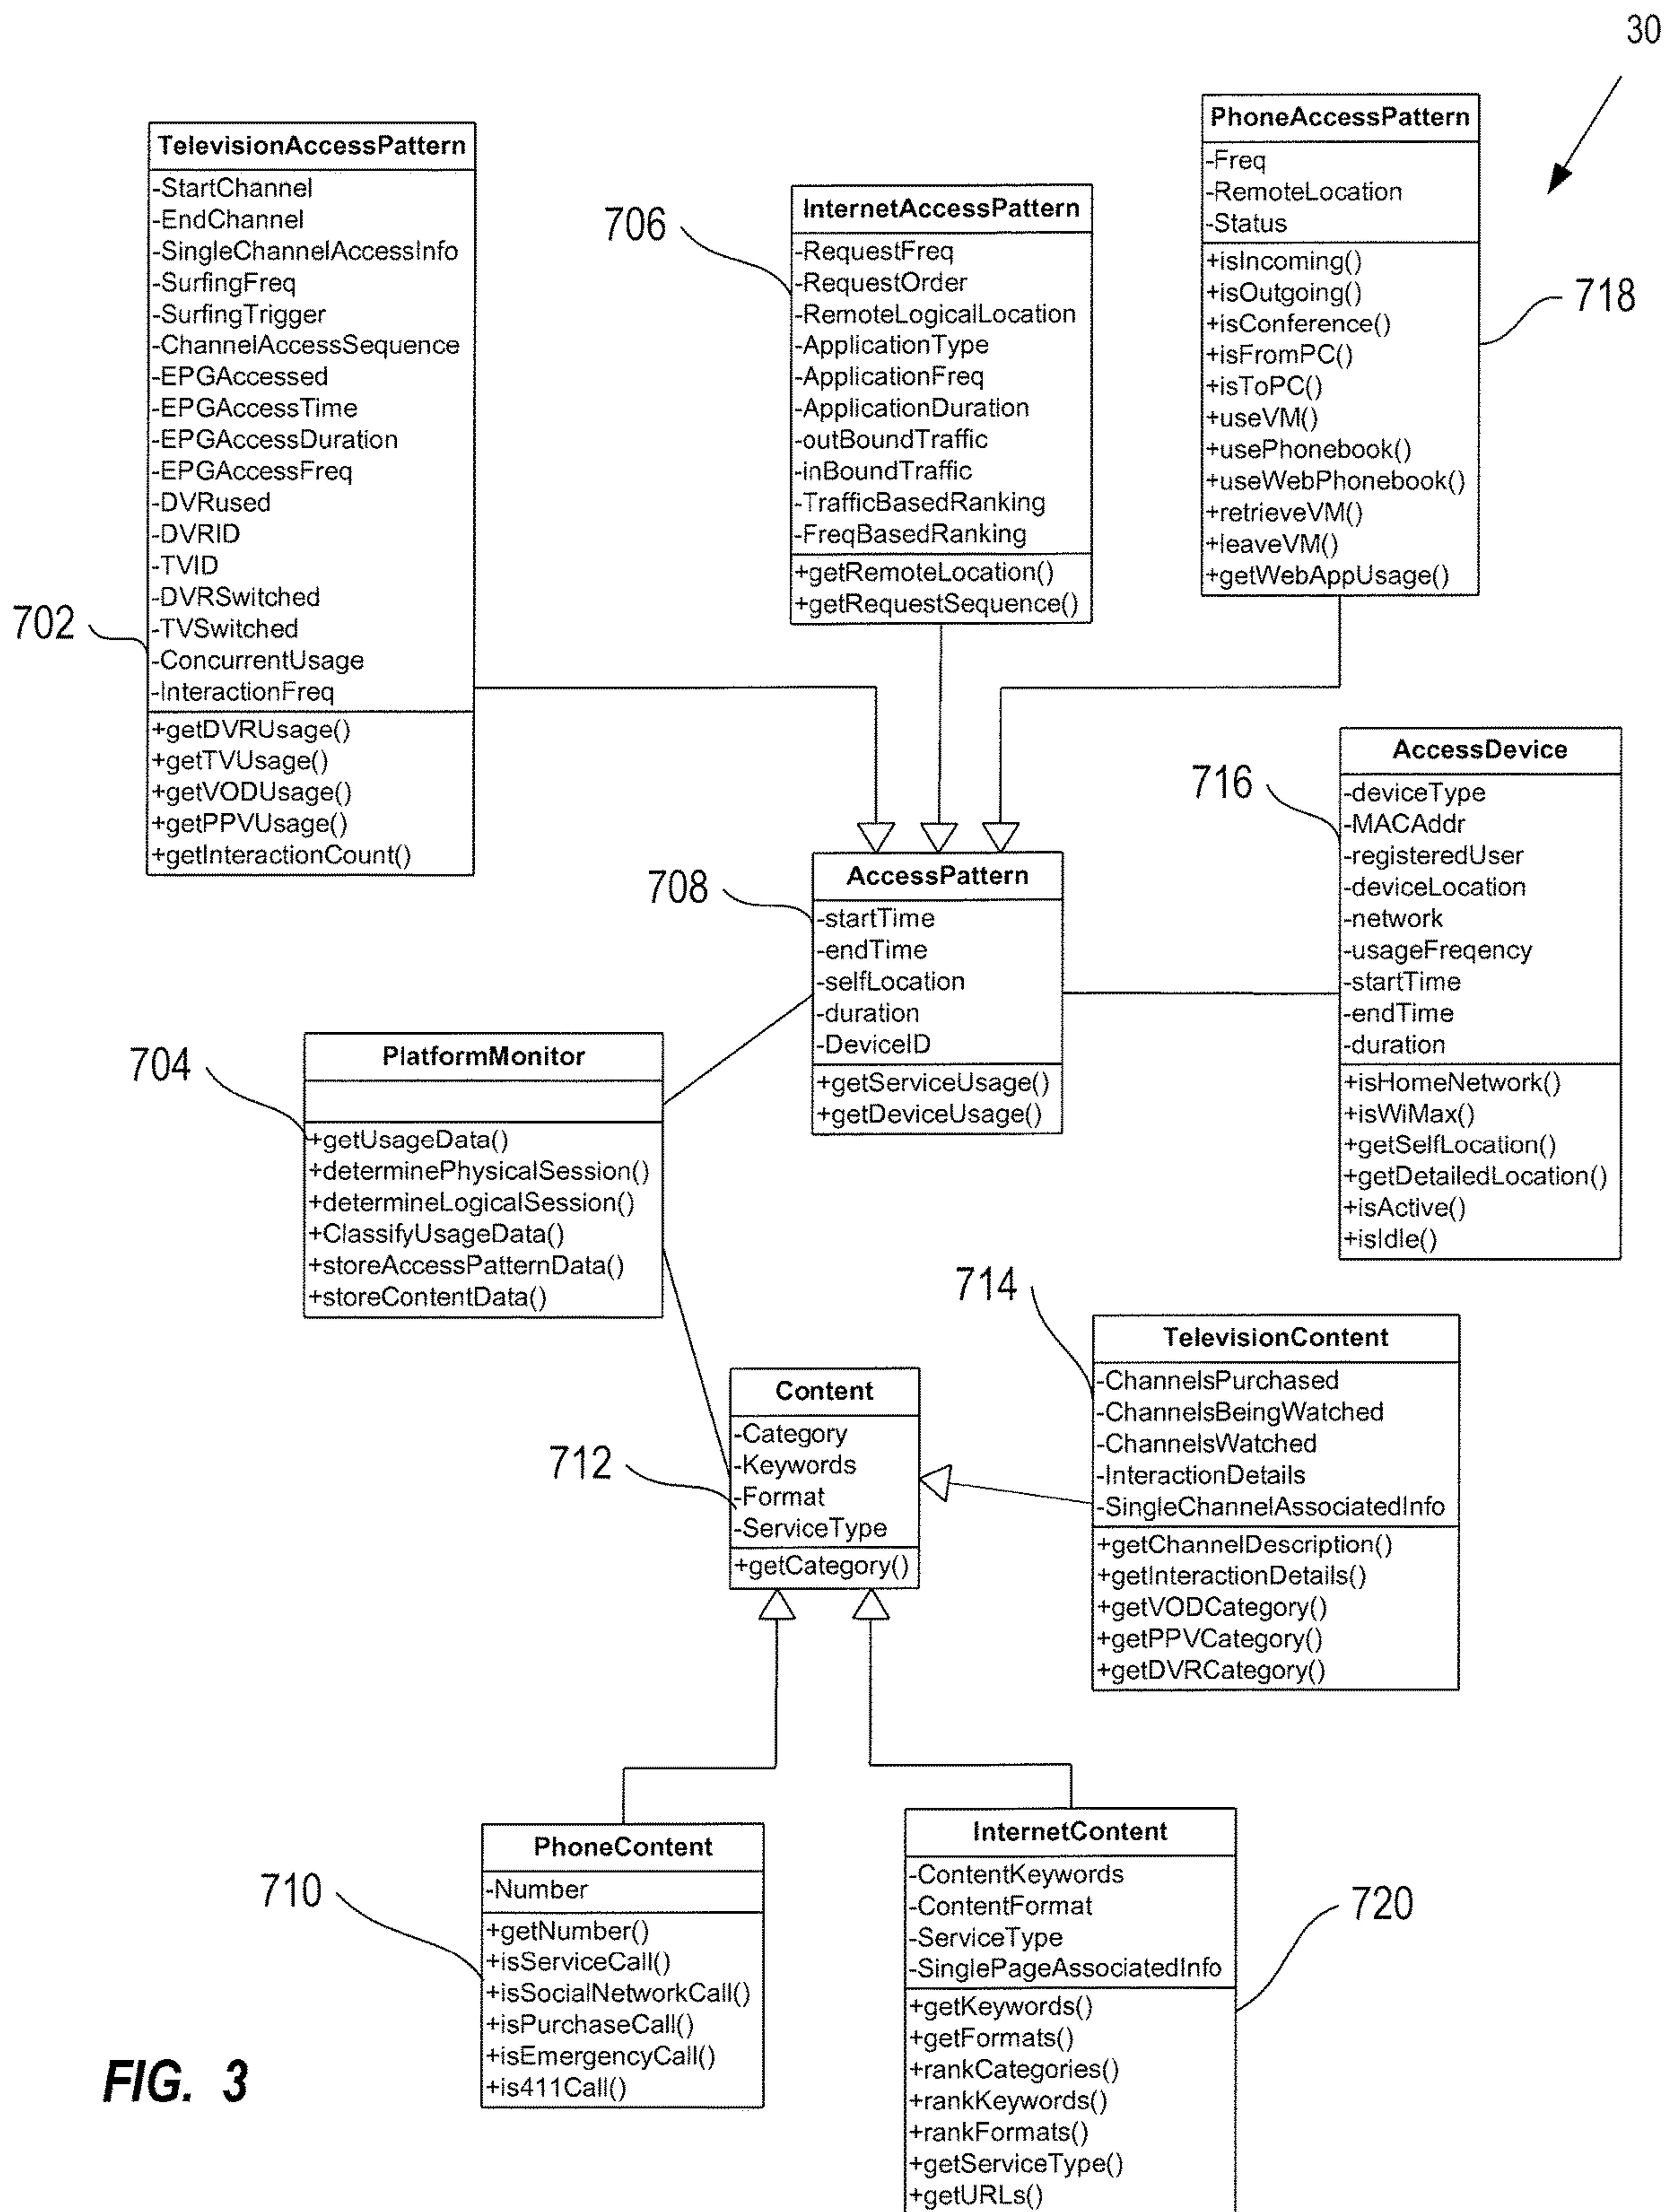 30
TelevisionAccessPattern
-StartChannel
-EndChannel
-SingleChannelAccessInfo
-SurfingFreq
-SurfingTrigger
-ChannelAccessSequence
-EPGAccessed
-EPGAccessTime
-EPGAccessDuration
-EPGAccessFreq
-DVRused
-DVRID
-TVID
-DVRSwitched
-TVSwitched
-ConcurrentUsage
-InteractionFreq
+getDVRUsage()
+getTVUsage()
+getVODUsage()
+getPPVUsage()
+getInteractionCount()
702
706
InternetAccessPattern
-RequestFreq
-RequestOrder
-RemoteLogicalLocation
-ApplicationType
-ApplicationFreq
-ApplicationDuration
-outBoundTraffic
-inBoundTraffic
-TrafficBasedRanking
-FreqBasedRanking
+getRemoteLocation()
+getRequestSequence()
PhoneAccessPattern
-Freq
-RemoteLocation
-Status
+isIncoming()
+isOutgoing()
+isConference()
+isFromPC()
+isToPC()
+useVM()
+usePhonebook()
+useWebPhonebook()
+retrieveVM()
+leaveVM()
+getWebAppUsage()
718
708
AccessPattern
-startTime
-endTime
-selfLocation
-duration
-DeviceID
+getServiceUsage()
+getDeviceUsage()
716
AccessDevice
-deviceType
-MACAddr
-registeredUser
-deviceLocation
-network
-usageFreqency
-startTime
-endTime
-duration
+isHomeNetwork()
+isWiMax()
+getSelfLocation()
+getDetailedLocation()
+isActive()
+isIdle()
704
PlatformMonitor
+getUsageData()
+determinePhysicalSession()
+determineLogicalSession()
+ClassifyUsageData()
+storeAccessPatternData()
+storeContentData()
712
Content
-Category
-Keywords
-Format
-ServiceType
+getCategory()
714
TelevisionContent
-ChannelsPurchased
-ChannelsBeingWatched
-ChannelsWatched
-InteractionDetails
-SingleChannelAssociatedInfo
+getChannelDescription()
+getInteractionDetails()
+getVODCategory()
+getPPVCategory()
+getDVRCategory()
710
PhoneContent
-Number
+getNumber()
+isServiceCall()
+isSocialNetworkCall()
+isPurchaseCall()
+isEmergencyCall()
+is411Call()
InternetContent
-ContentKeywords
-ContentFormat
-ServiceType
-SinglePageAssociatedInfo
+getKeywords()
+getFormats()
+rankCategories()
+rankKeywords()
+rankFormats()
+getServiceType()
+getURLs()
720
FIG. 3